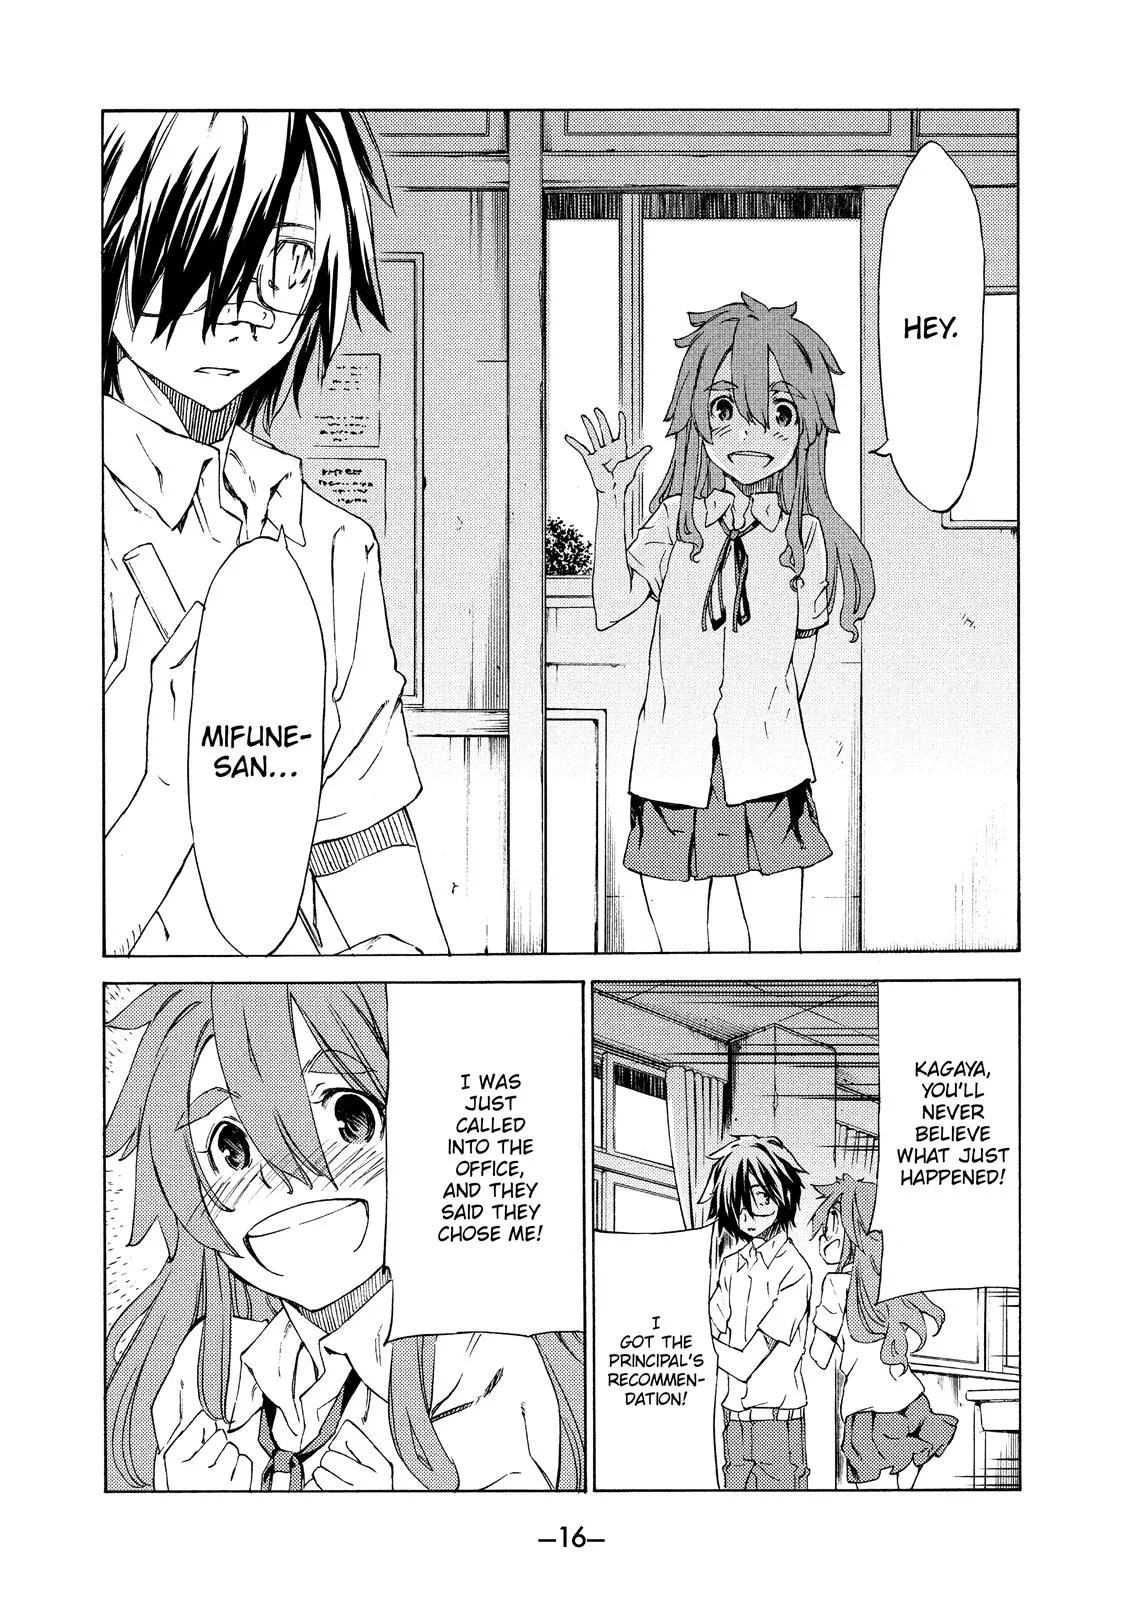 HEY.
MIFUNE-
SAN...
KAGAYA,
YOU'LL
NEVER
BELIEVE
WHAT JUST
HAPPENED!
I
GOT THE
PRINCIPAL'S
RECOMMEN-
DATION!
I WAS
JUST
CALLED
INTO THE
OFFICE,
AND THEY
SAID THEY
CHOSE ME!
—16—